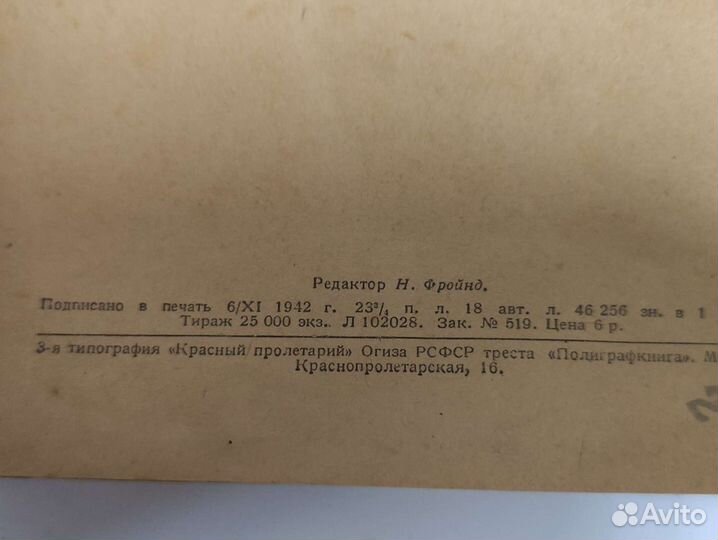 Редактор Н. Фройнд.
Подписано в печать 6/XI 1942 г. 23³/₄ п. л. 18 авт. л. 46 256 зн. в 1
Тираж 25 000 экз.. Л 102028. Зак. № 519. Цена 6 р.
3-я типография «Красный пролетарий» Огиза РСФСР треста «Полиграфкнига». М
Краснопролетарская, 16.
Avito